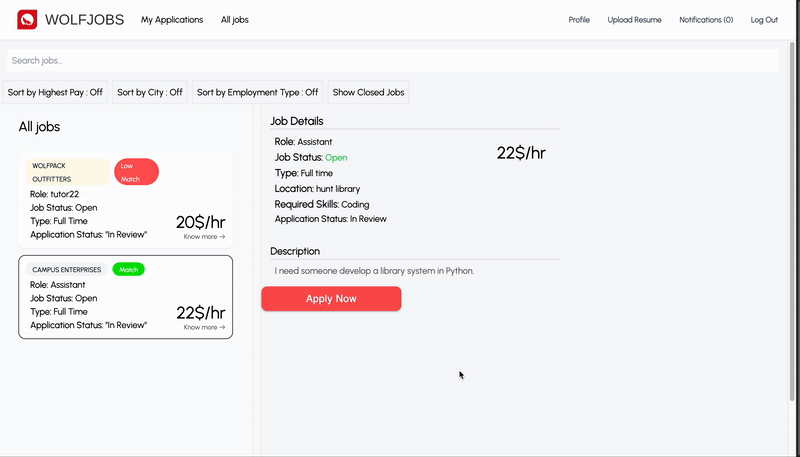 WOLFJOBS My Applications All jobs Profile Upload Resume Notifications (0) Log Out
Search jobs...
Sort by Highest Pay : Off Sort by City : Off Sort by Employment Type : Off Show Closed Jobs
All jobs
WOLFPACK OUTFITTERS
Low Match
Role: tutor22
Job Status: Open
Type: Full Time
Application Status: "In Review"
20$/hr
Know more →
CAMPUS ENTERPRISES Match
Role: Assistant
Job Status: Open
Type: Full Time
Application Status: "In Review"
22$/hr
Know more →
Job Details
Role: Assistant
Job Status: Open
Type: Full time
Location: hunt library
Required Skills: Coding
Application Status: In Review
22$/hr
Description
I need someone develop a library system in Python.
Apply Now